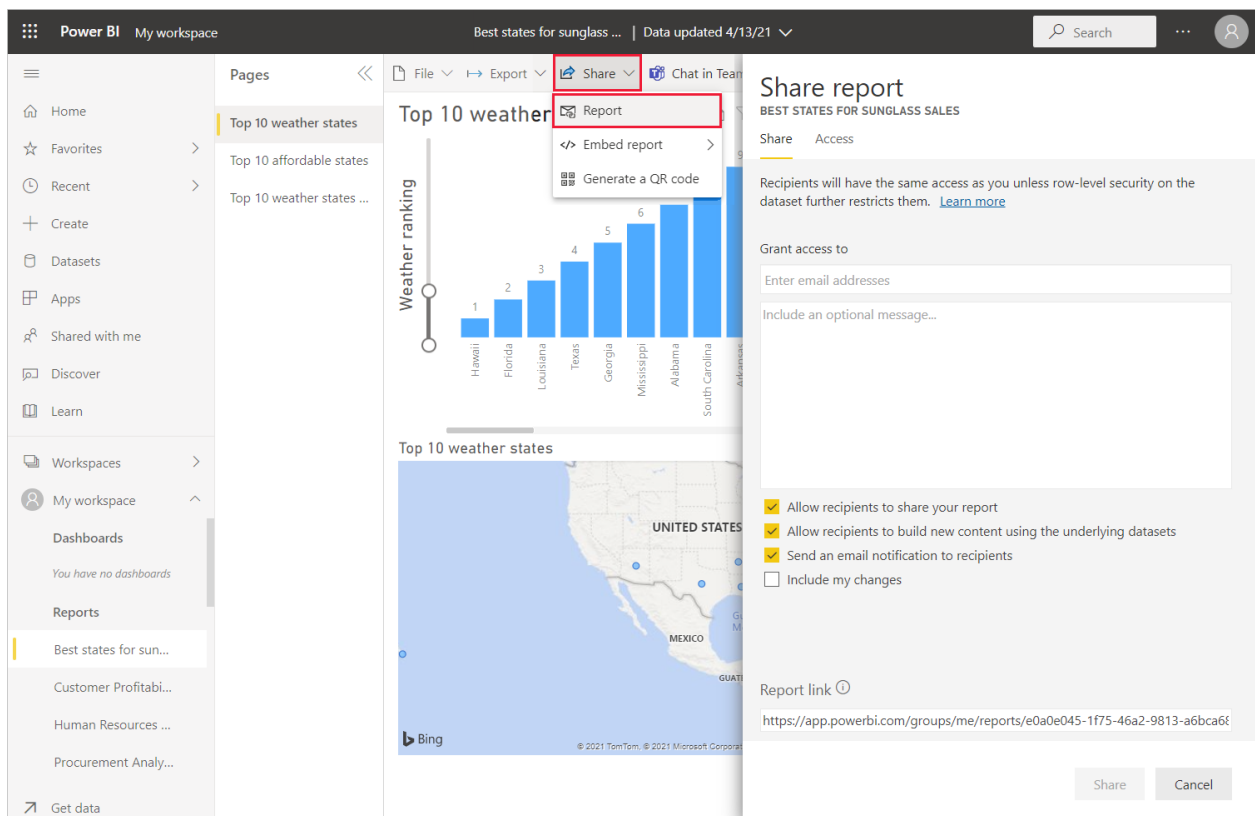 Power BI My workspace
Best states for sunglass ... | Data updated 4/13/21
Search
Home
Favorites
Recent
Create
Datasets
Apps
Shared with me
Discover
Learn
Workspaces
My workspace
Dashboards
You have no dashboards
Reports
Best states for sun...
Customer Profitabi...
Human Resources ...
Procurement Analy...
Get data
Pages
Top 10 weather states
Top 10 affordable states
Top 10 weather states ...
File Export Share Chat in Team
Report
</> Embed report
Generate a QR code
Top 10 weather
Weather ranking
1
2
3
4
5
6
9
Hawaii
Florida
Louisiana
Texas
Georgia
Mississippi
Alabama
South Carolina
Arkansas
Top 10 weather states
UNITED STATES
MEXICO
GUAT
Bing
© 2021 TomTom, © 2021 Microsoft Corporat
Share report
BEST STATES FOR SUNGLASS SALES
Share Access
Recipients will have the same access as you unless row-level security on the
dataset further restricts them. Learn more
Grant access to
Enter email addresses
Include an optional message...
Allow recipients to share your report
Allow recipients to build new content using the underlying datasets
Send an email notification to recipients
Include my changes
Report link
https://app.powerbi.com/groups/me/reports/e0a0e045-1f75-46a2-9813-a6bca68
Share Cancel